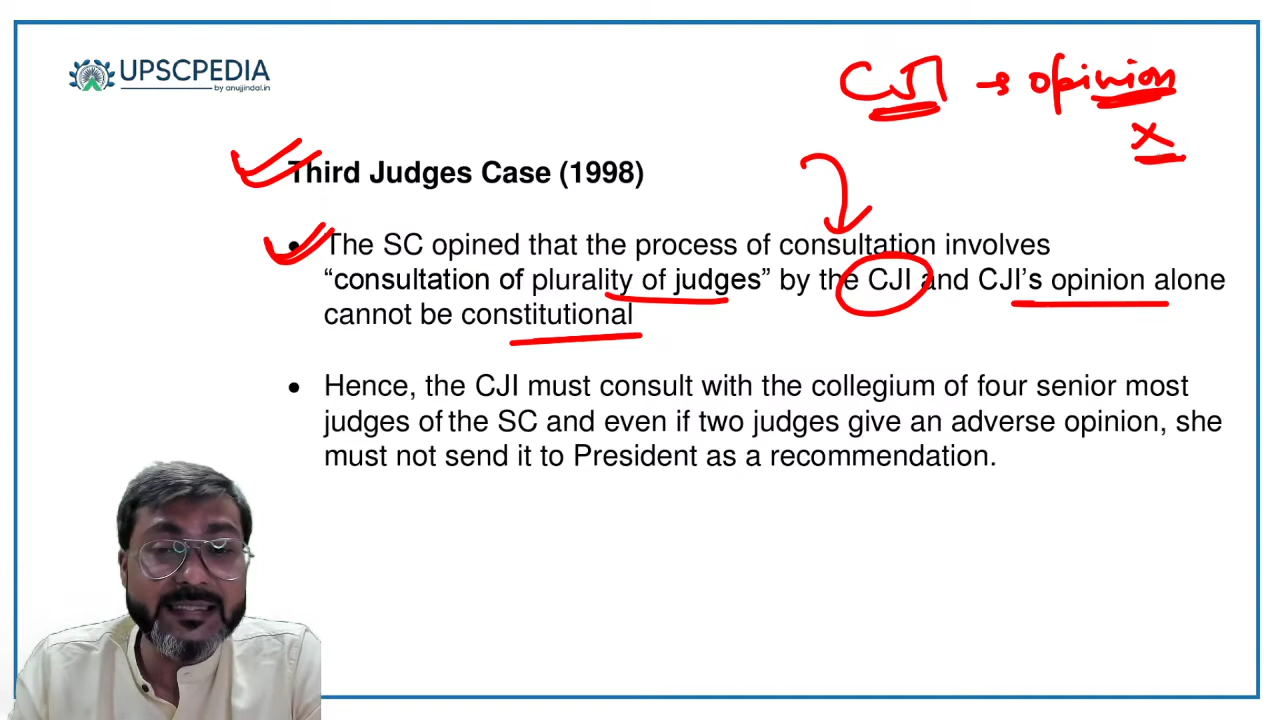 UPSCPEDIA
by anujjindal.in
CJI → opinion
x
Third Judges Case (1998)
• The SC opined that the process of consultation involves
“consultation of plurality of judges” by the CJI and CJI’s opinion alone
cannot be constitutional
• Hence, the CJI must consult with the collegium of four senior most
judges of the SC and even if two judges give an adverse opinion, she
must not send it to President as a recommendation.